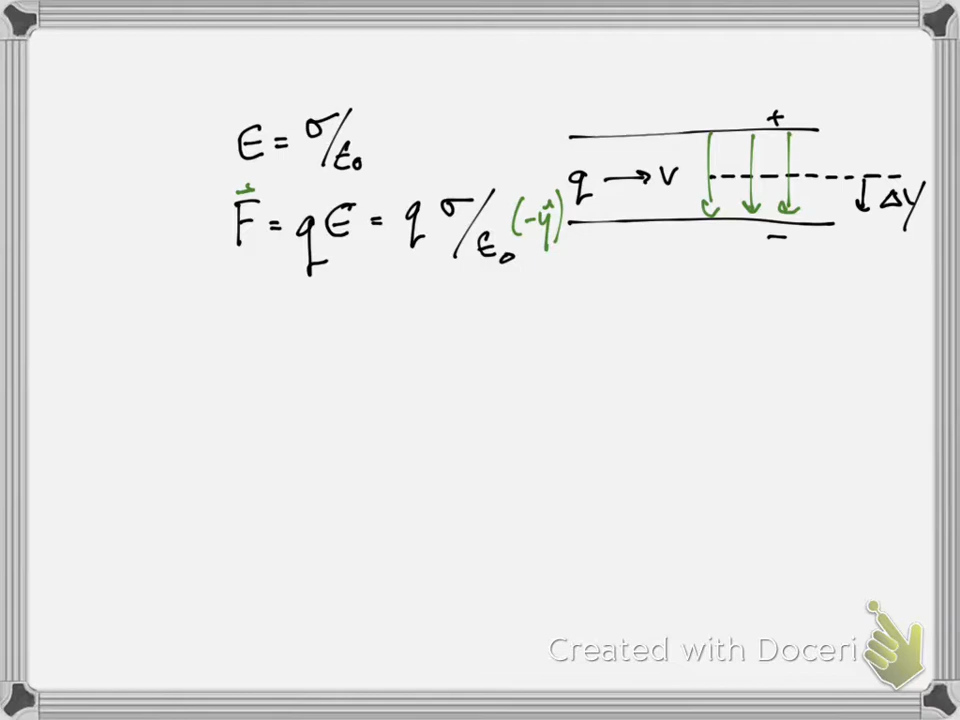 E = σ/ε₀
+
q → v
ΔY
F⃗ = qE = q σ/ε₀ (-ŷ)
-
Created with Doceri